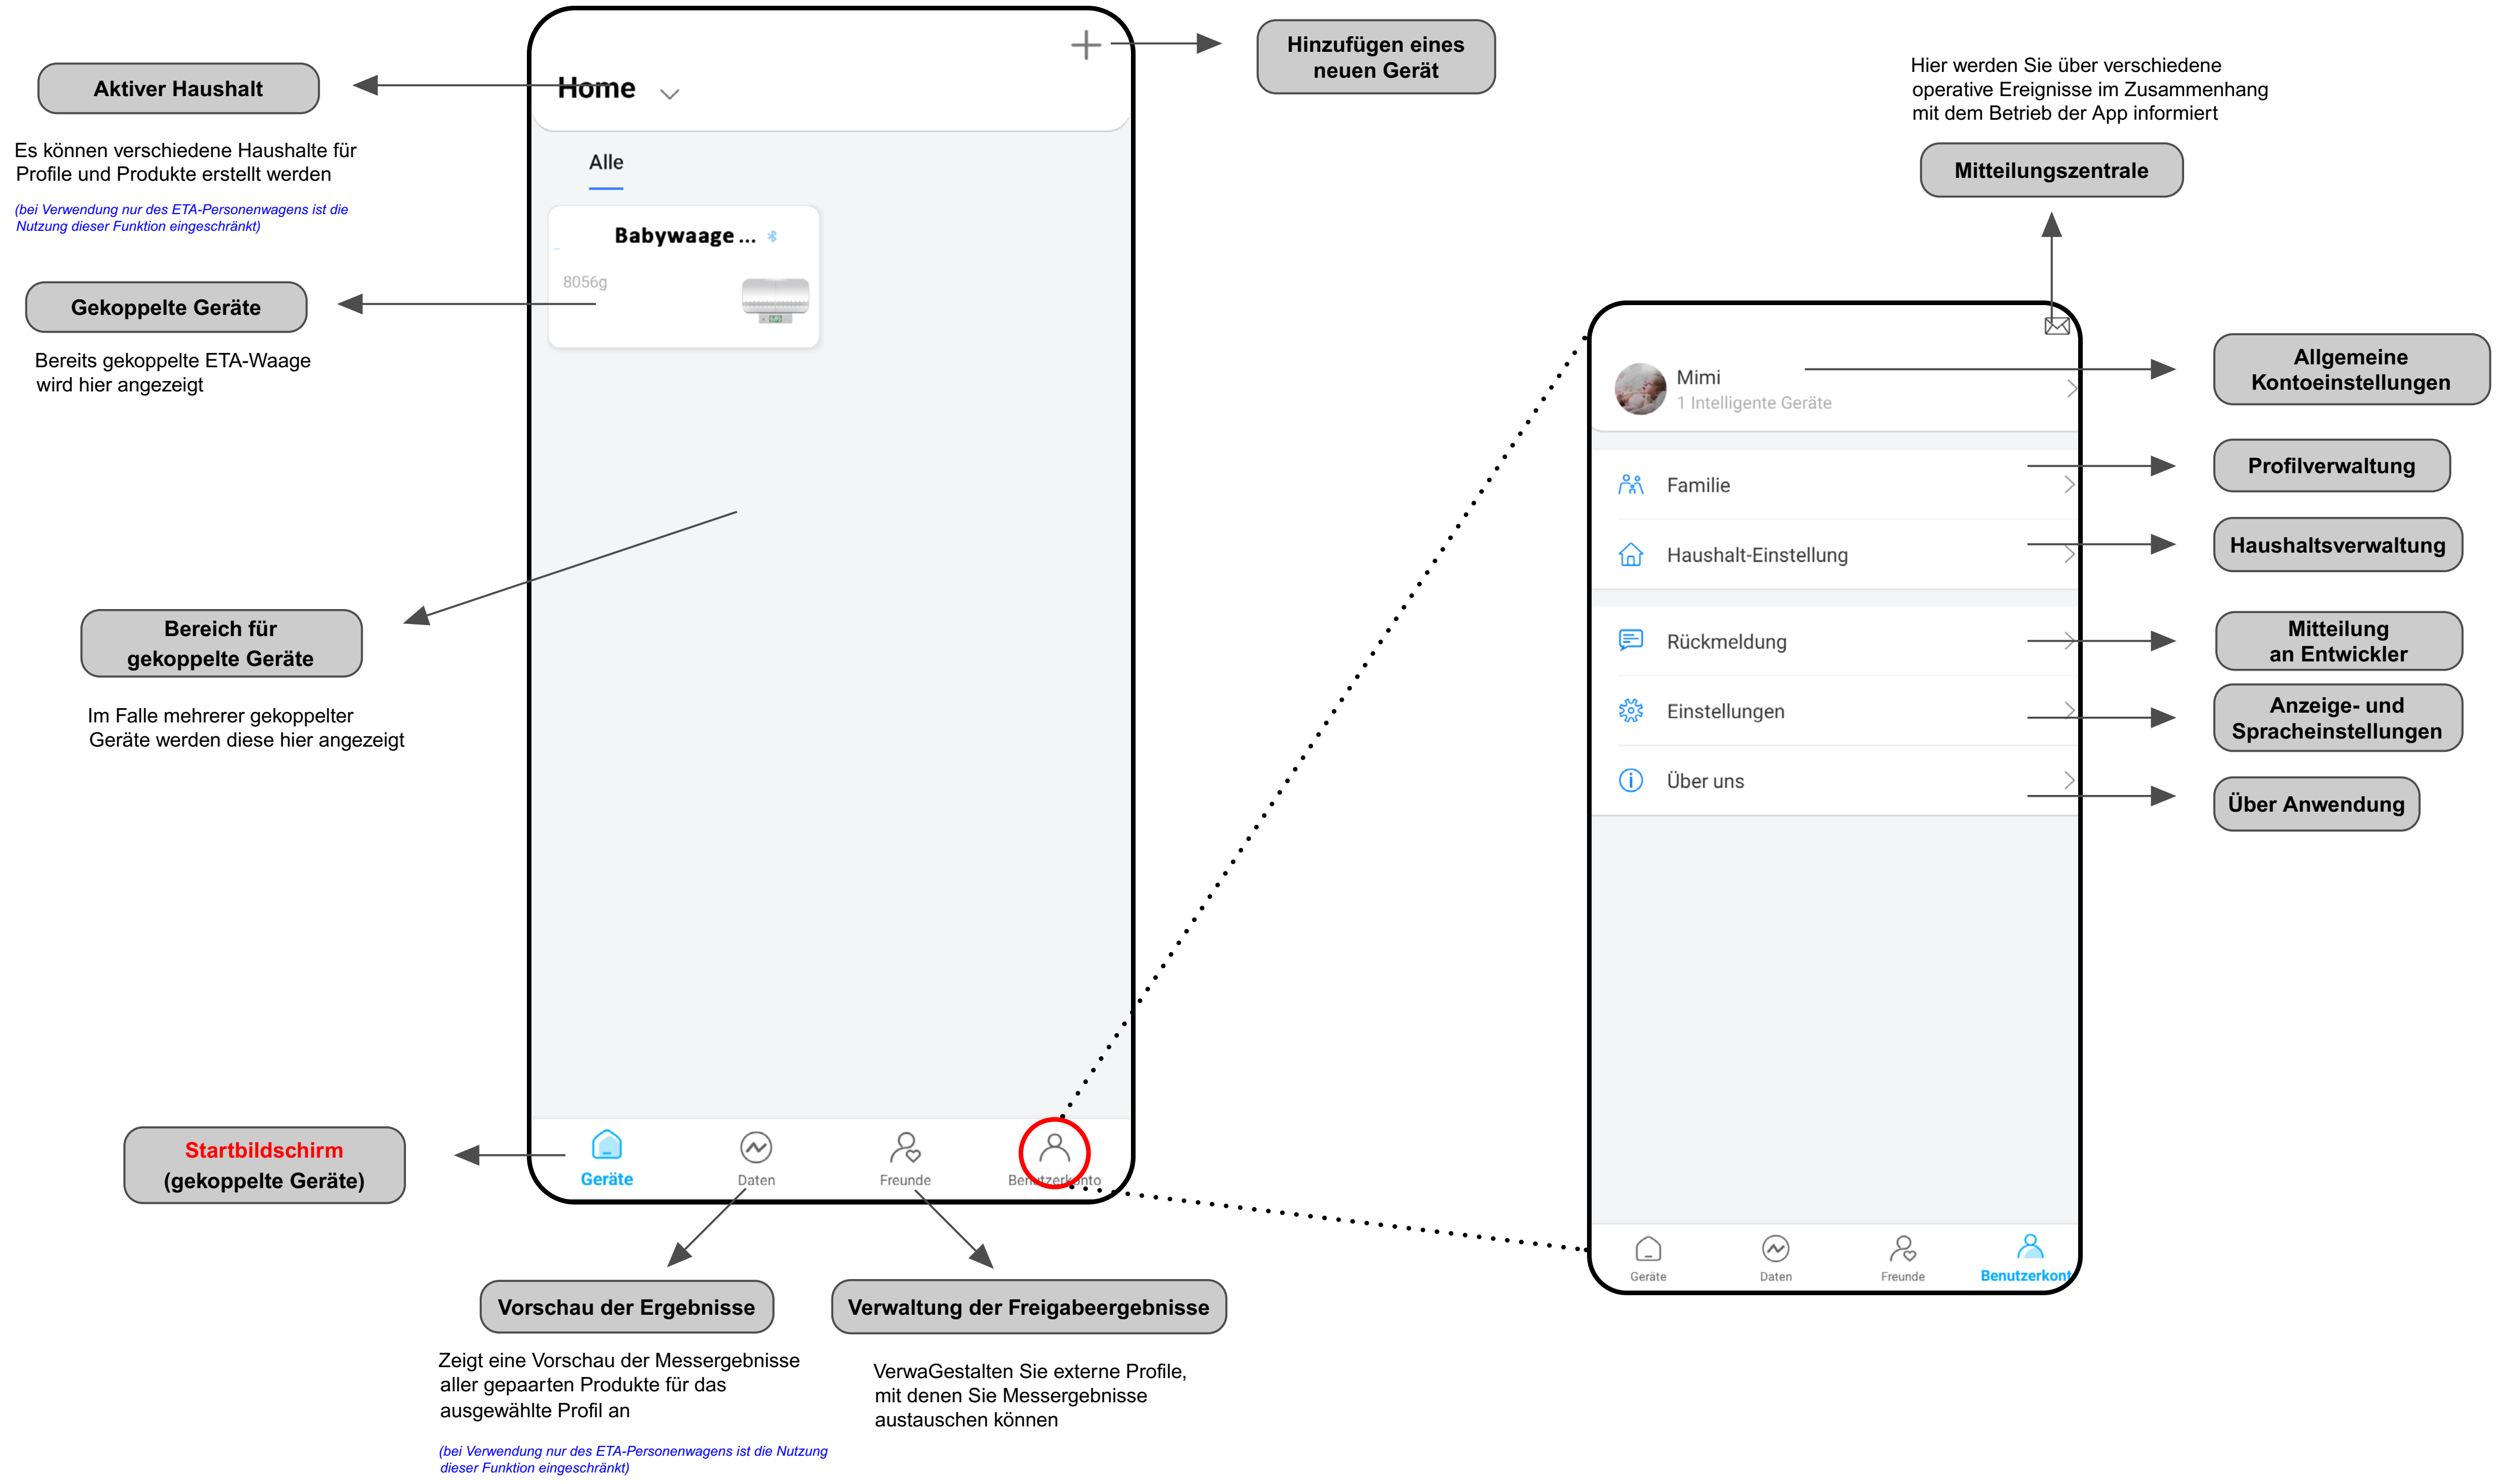 Aktiver Haushalt
Es können verschiedene Haushalte für
Profile und Produkte erstellt werden
(bei Verwendung nur des ETA-Personenwagens ist die
Nutzung dieser Funktion eingeschränkt)
Gekoppelte Geräte
Bereits gekoppelte ETA-Waage
wird hier angezeigt
Bereich für
gekoppelte Geräte
Im Falle mehrerer gekoppelter
Geräte werden diese hier angezeigt
Startbildschirm
(gekoppelte Geräte)
Home
Alle
Babywaage ...
8056g
Geräte
Daten
Freunde
Benutzerkonto
Hinzufügen eines
neuen Gerät
Vorschau der Ergebnisse
Zeigt eine Vorschau der Messergebnisse
aller gepaarten Produkte für das
ausgewählte Profil an
(bei Verwendung nur des ETA-Personenwagens ist die Nutzung
dieser Funktion eingeschränkt)
Verwaltung der Freigabeergebnisse
VerwaGestalten Sie externe Profile,
mit denen Sie Messergebnisse
austauschen können
Hier werden Sie über verschiedene
operative Ereignisse im Zusammenhang
mit dem Betrieb der App informiert
Mitteilungszentrale
Mimi
1 Intelligente Geräte
Familie
Haushalt-Einstellung
Rückmeldung
Einstellungen
Über uns
Geräte
Daten
Freunde
Benutzerkont
Allgemeine
Kontoeinstellungen
Profilverwaltung
Haushaltsverwaltung
Mitteilung
an Entwickler
Anzeige- und
Spracheinstellungen
Über Anwendung